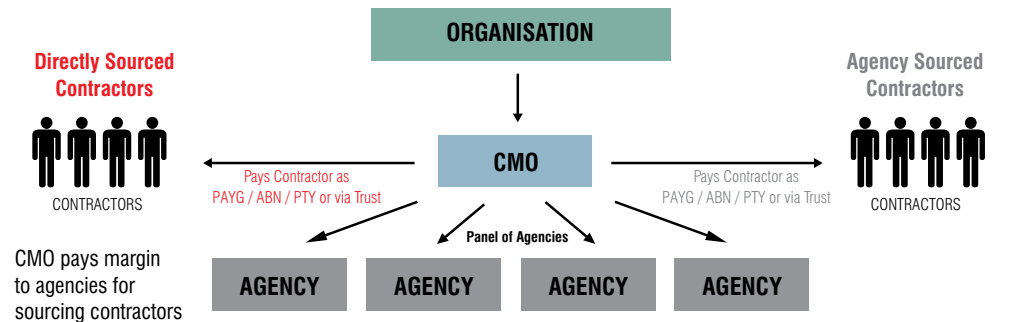 ORGANISATION
Directly Sourced
Contractors
Agency Sourced
Contractors
CMO
Pays Contractor as
PAYG / ABN / PTY or via Trust
Pays Contractor as
PAYG / ABN / PTY or via Trust
CONTRACTORS
CONTRACTORS
Panel of Agencies
CMO pays margin
to agencies for
sourcing contractors
AGENCY
AGENCY
AGENCY
AGENCY